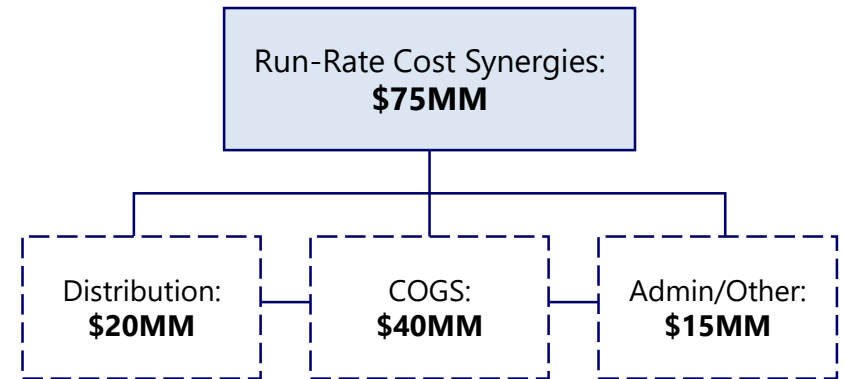 Run-Rate Cost Synergies:
$75MM
Distribution:
$20MM
COGS:
$40MM
Admin/Other:
$15MM